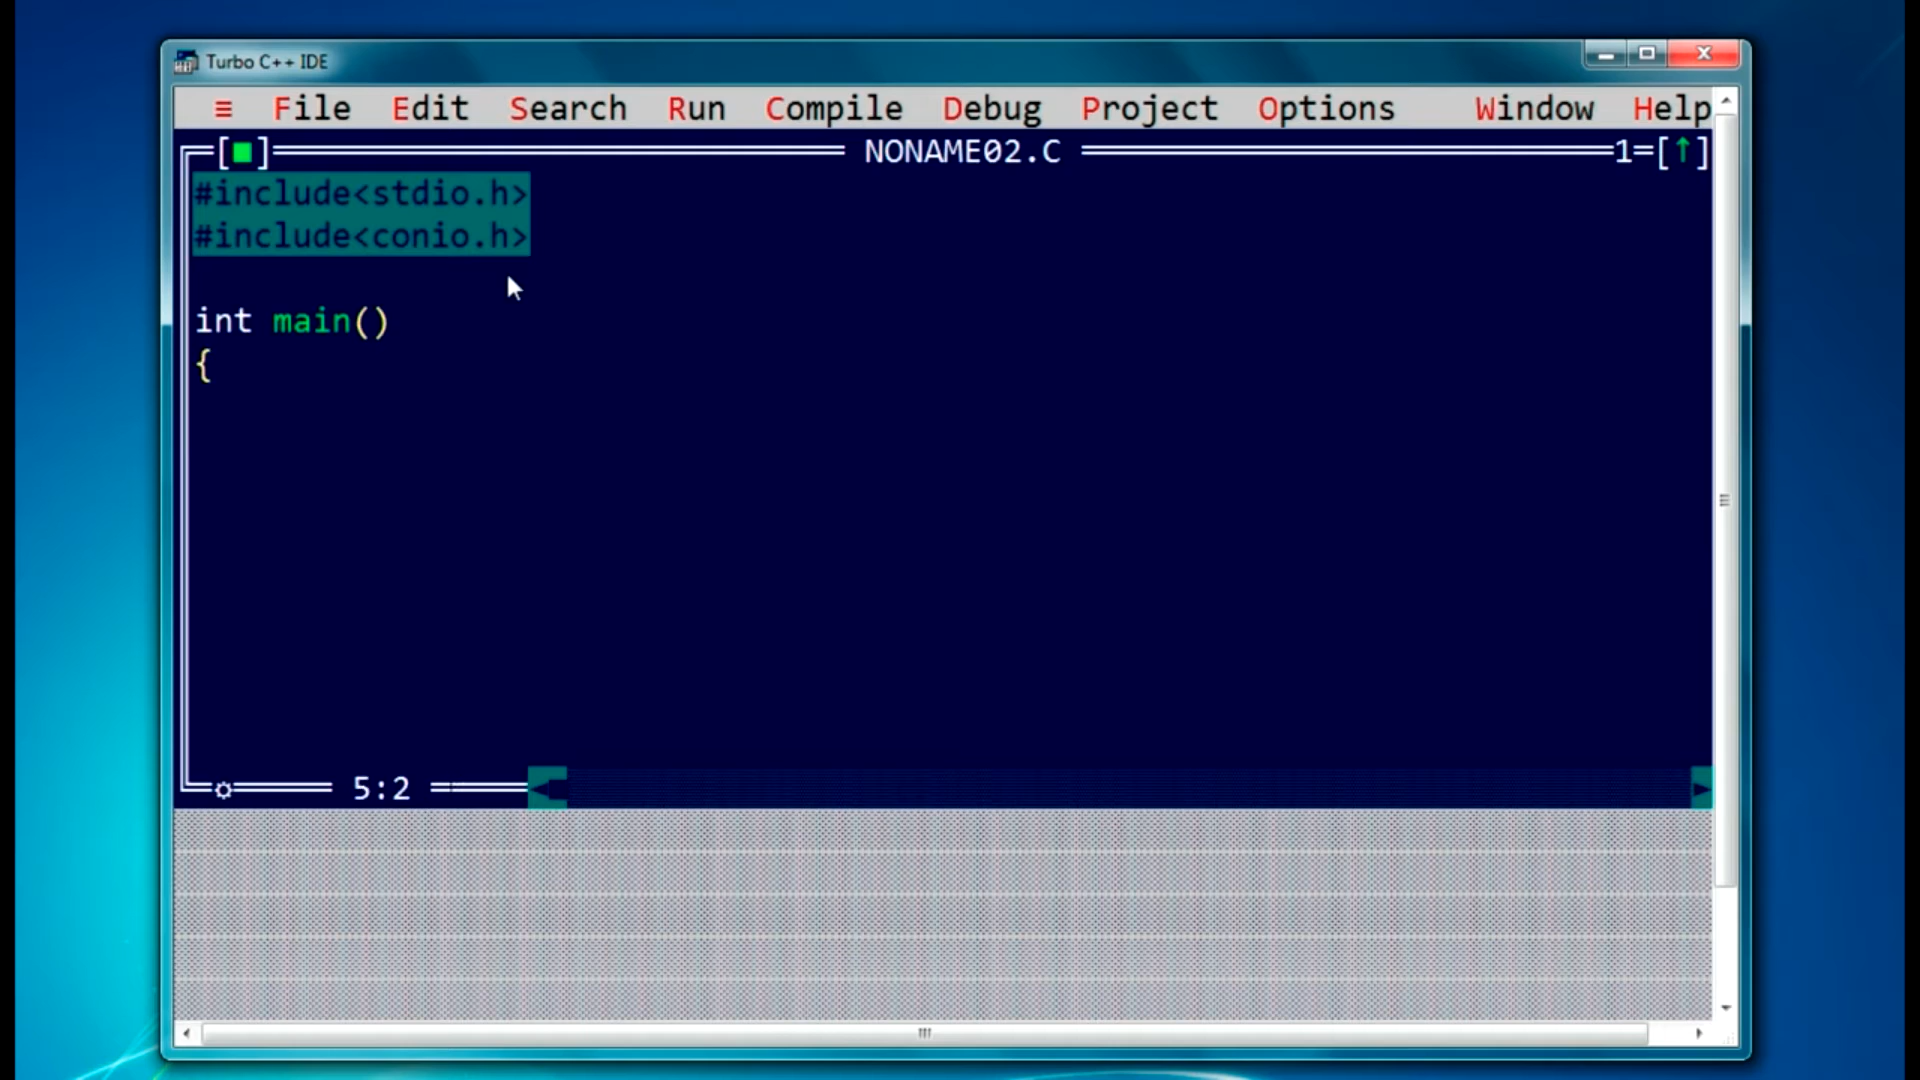 Turbo C++ IDE
≡ File Edit Search Run Compile Debug Project Options Window Help
[■] NONAME02.C 1=[↑]
#include<stdio.h>
#include<conio.h>
int main()
{
5:2